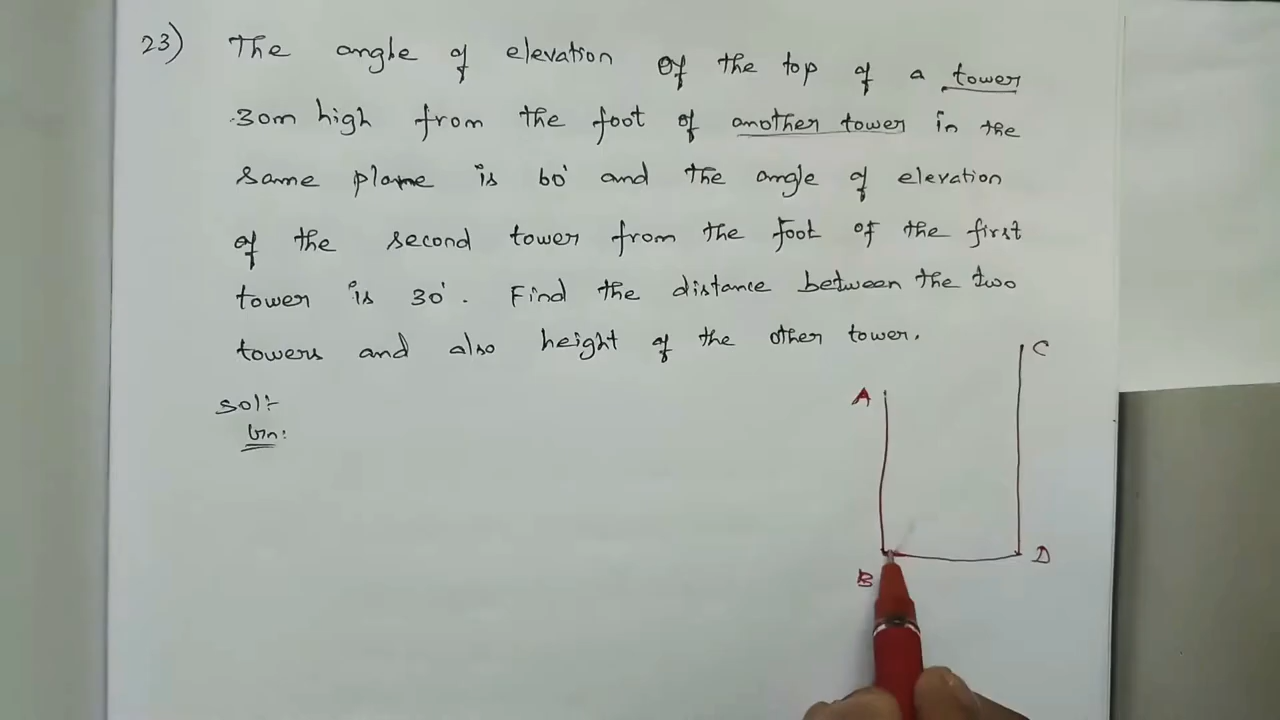 23) The angle of elevation of the top of a tower
30m high from the foot of another tower in the
same plane is 60° and the angle of elevation
of the second tower from the foot of the first
tower is 30°. Find the distance between the two
towers and also height of the other tower.
Sol:-
Gn:
A
C
B
D